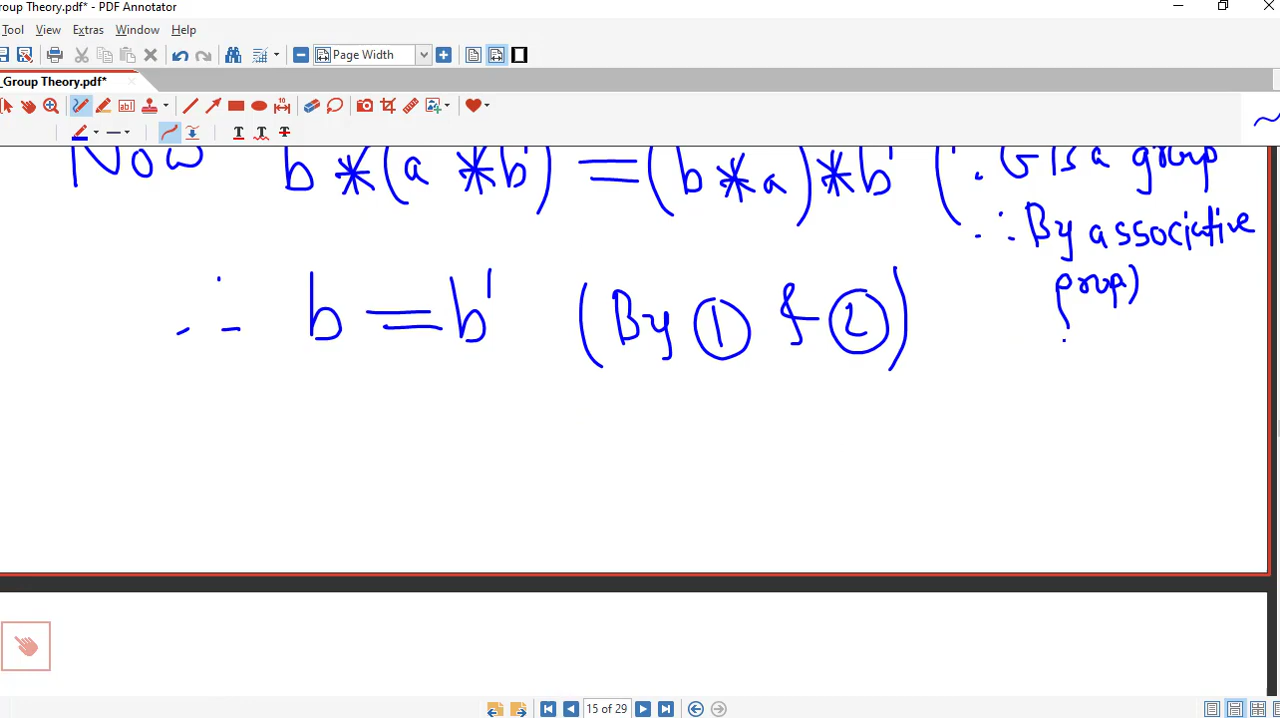 roup Theory.pdf* - PDF Annotator
Tool View Extras Window Help
Page Width
_Group Theory.pdf*
Now b * (a * b') = (b * a) * b' (∵ G is a group
∴ By associative
prop)
∴ b = b' (By ① & ②)
15 of 29